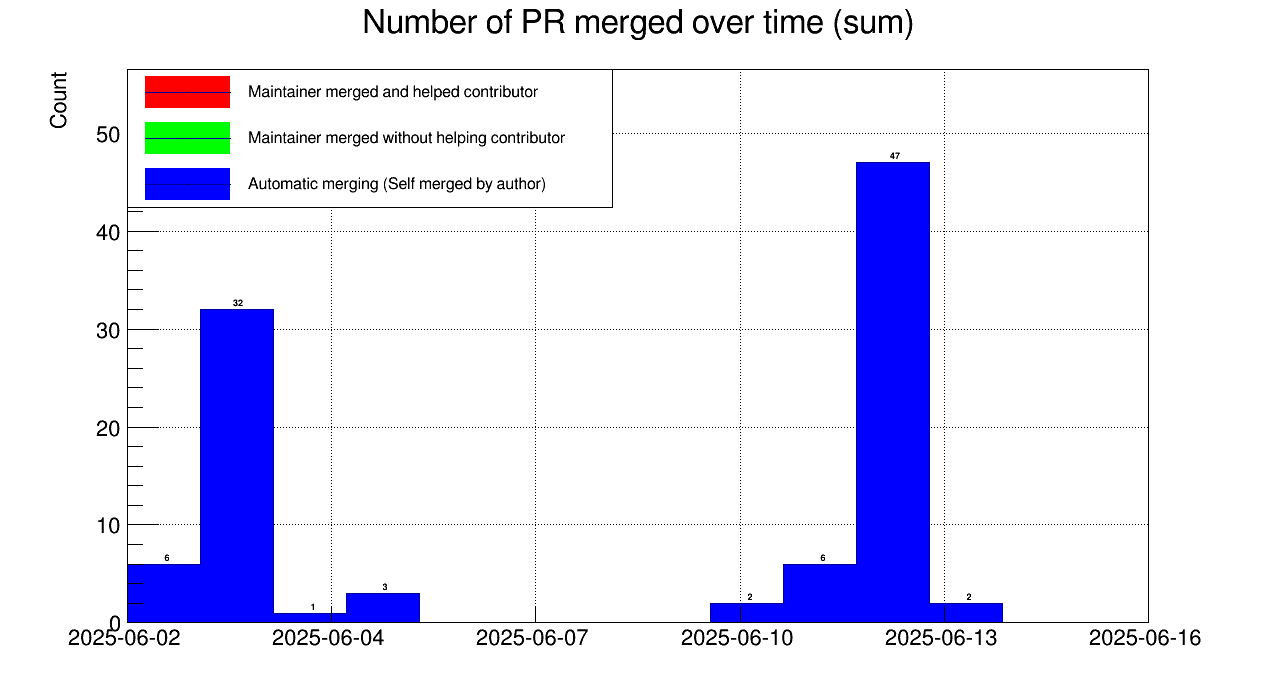 Number of PR merged over time (sum)
Count
Maintainer merged and helped contributor
Maintainer merged without helping contributor
Automatic merging (Self merged by author)
50
40
30
20
10
0
47
32
6
1
3
2
6
2
2025-06-02 2025-06-04 2025-06-07 2025-06-10 2025-06-13 2025-06-16